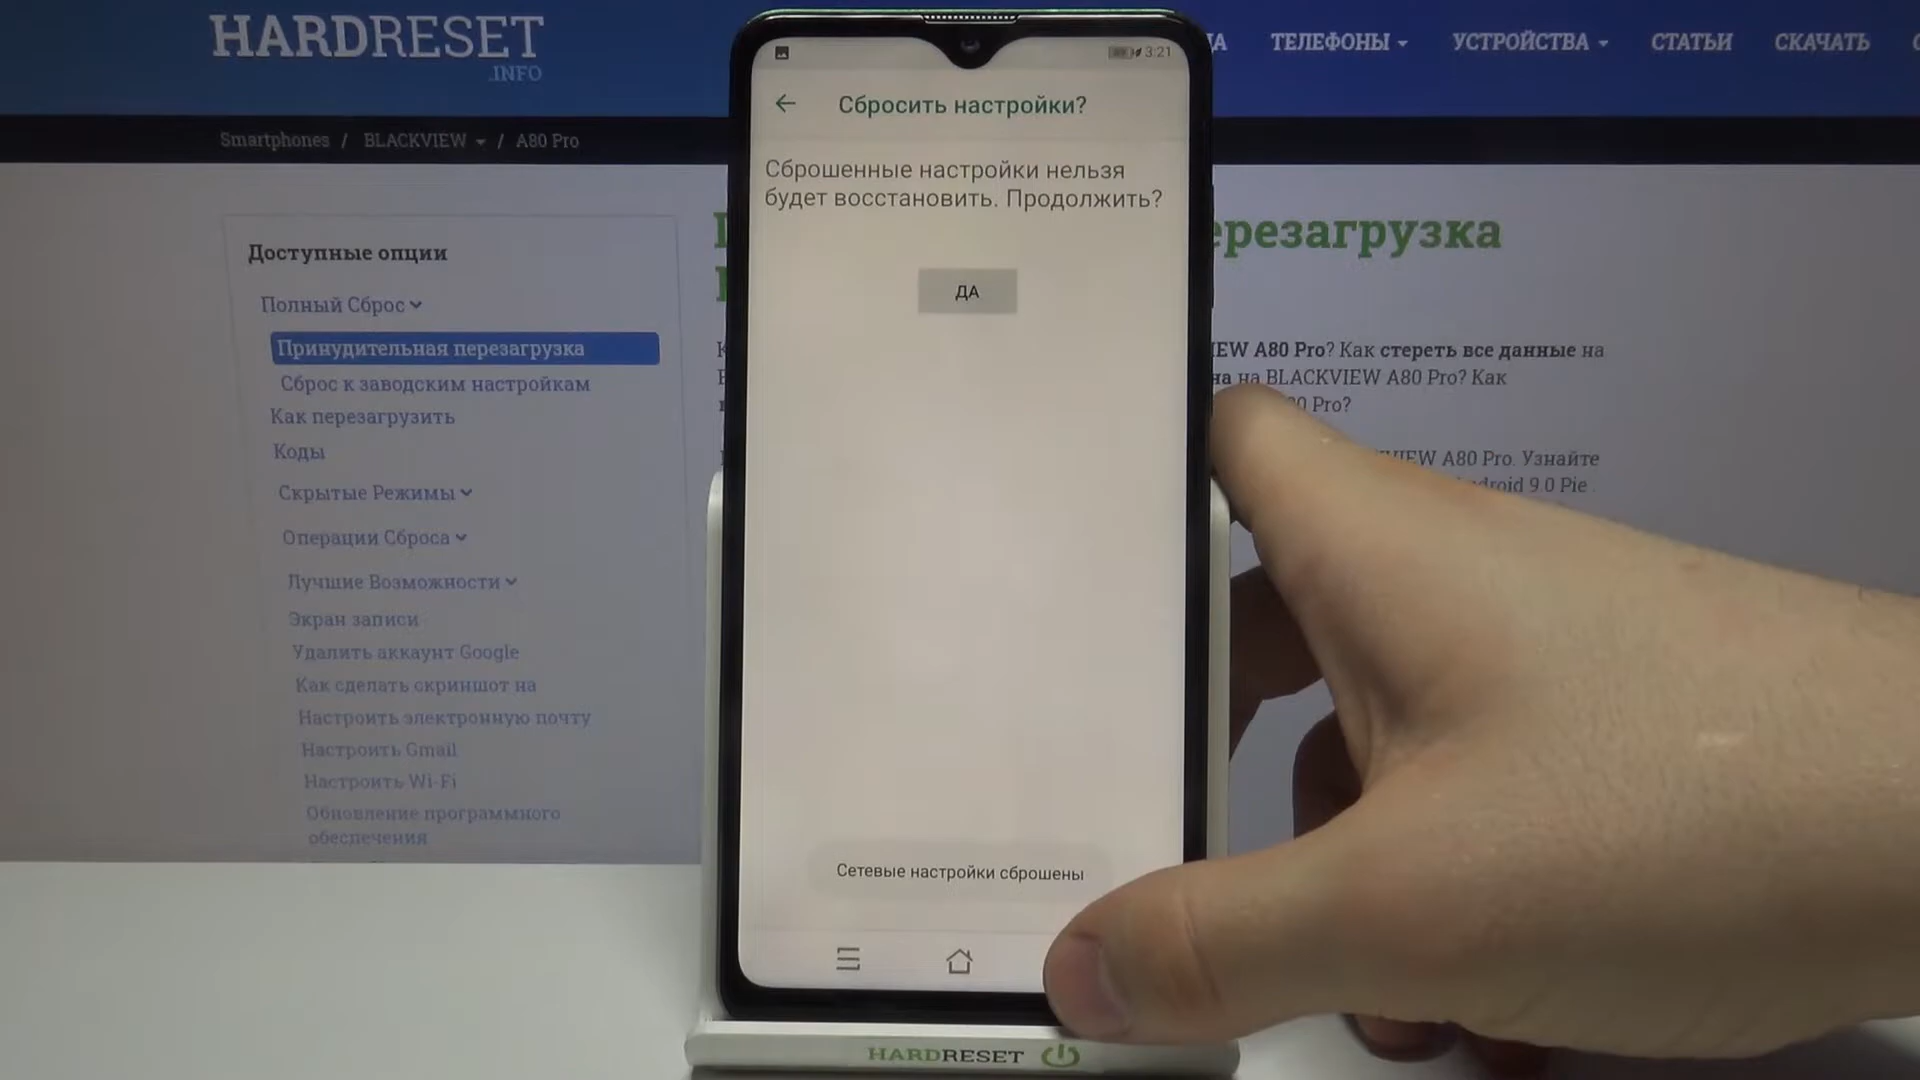 HARDRESET
.INFO
ТЕЛЕФОНЫ
УСТРОЙСТВА
СТАТЬИ
СКАЧАТЬ
Smartphones / BLACKVIEW / A80 Pro
3:21
Сбросить настройки?
Сброшенные настройки нельзя
будет восстановить. Продолжить?
ДА
Сетевые настройки сброшены
Доступные опции
Полный Сброс
Принудительная перезагрузка
Сброс к заводским настройкам
Как перезагрузить
Коды
Скрытые Режимы
Операции Сброса
Лучшие Возможности
Экран записи
Удалить аккаунт Google
Как сделать скриншот на
Настроить электронную почту
Настроить Gmail
Настроить Wi-Fi
Обновление программного
обеспечения
ерезагрузка
A80 Pro? Как стереть все данные на
на BLACKVIEW A80 Pro? Как
Pro?
A80 Pro. Узнайте
9.0 Pie .
HARDRESET